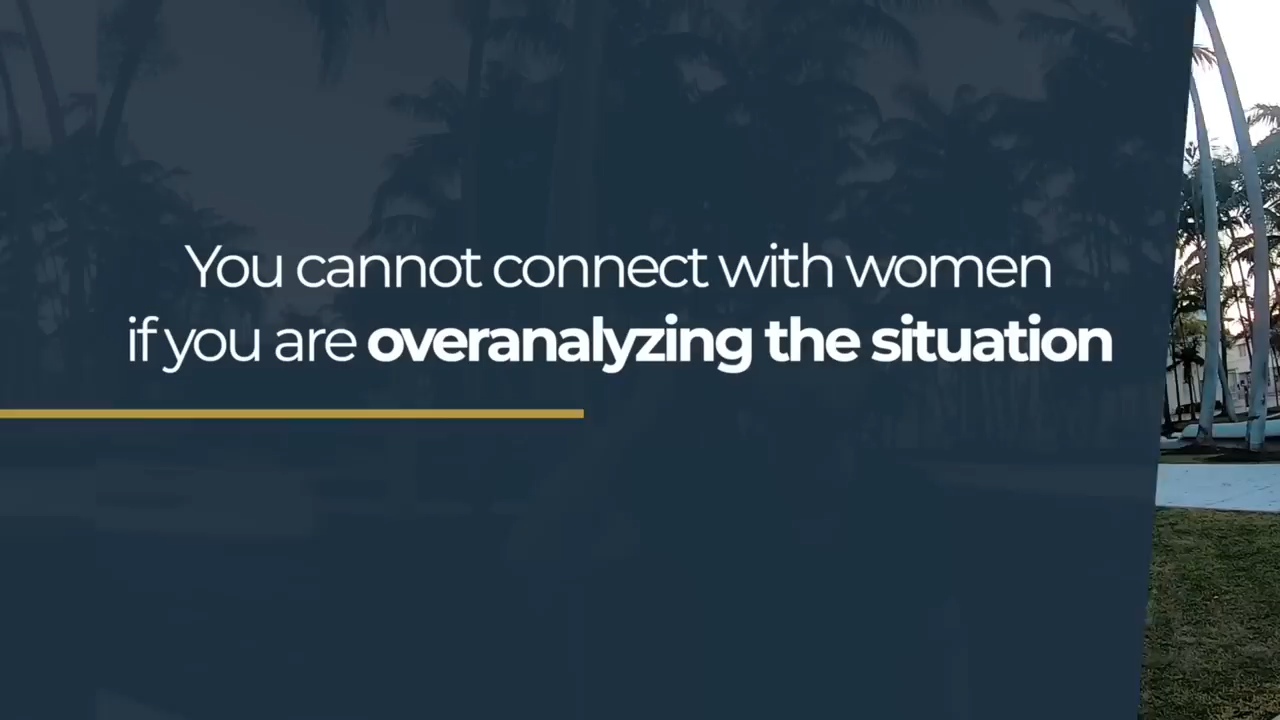 You cannot connect with women
if you are overanalyzing the situation